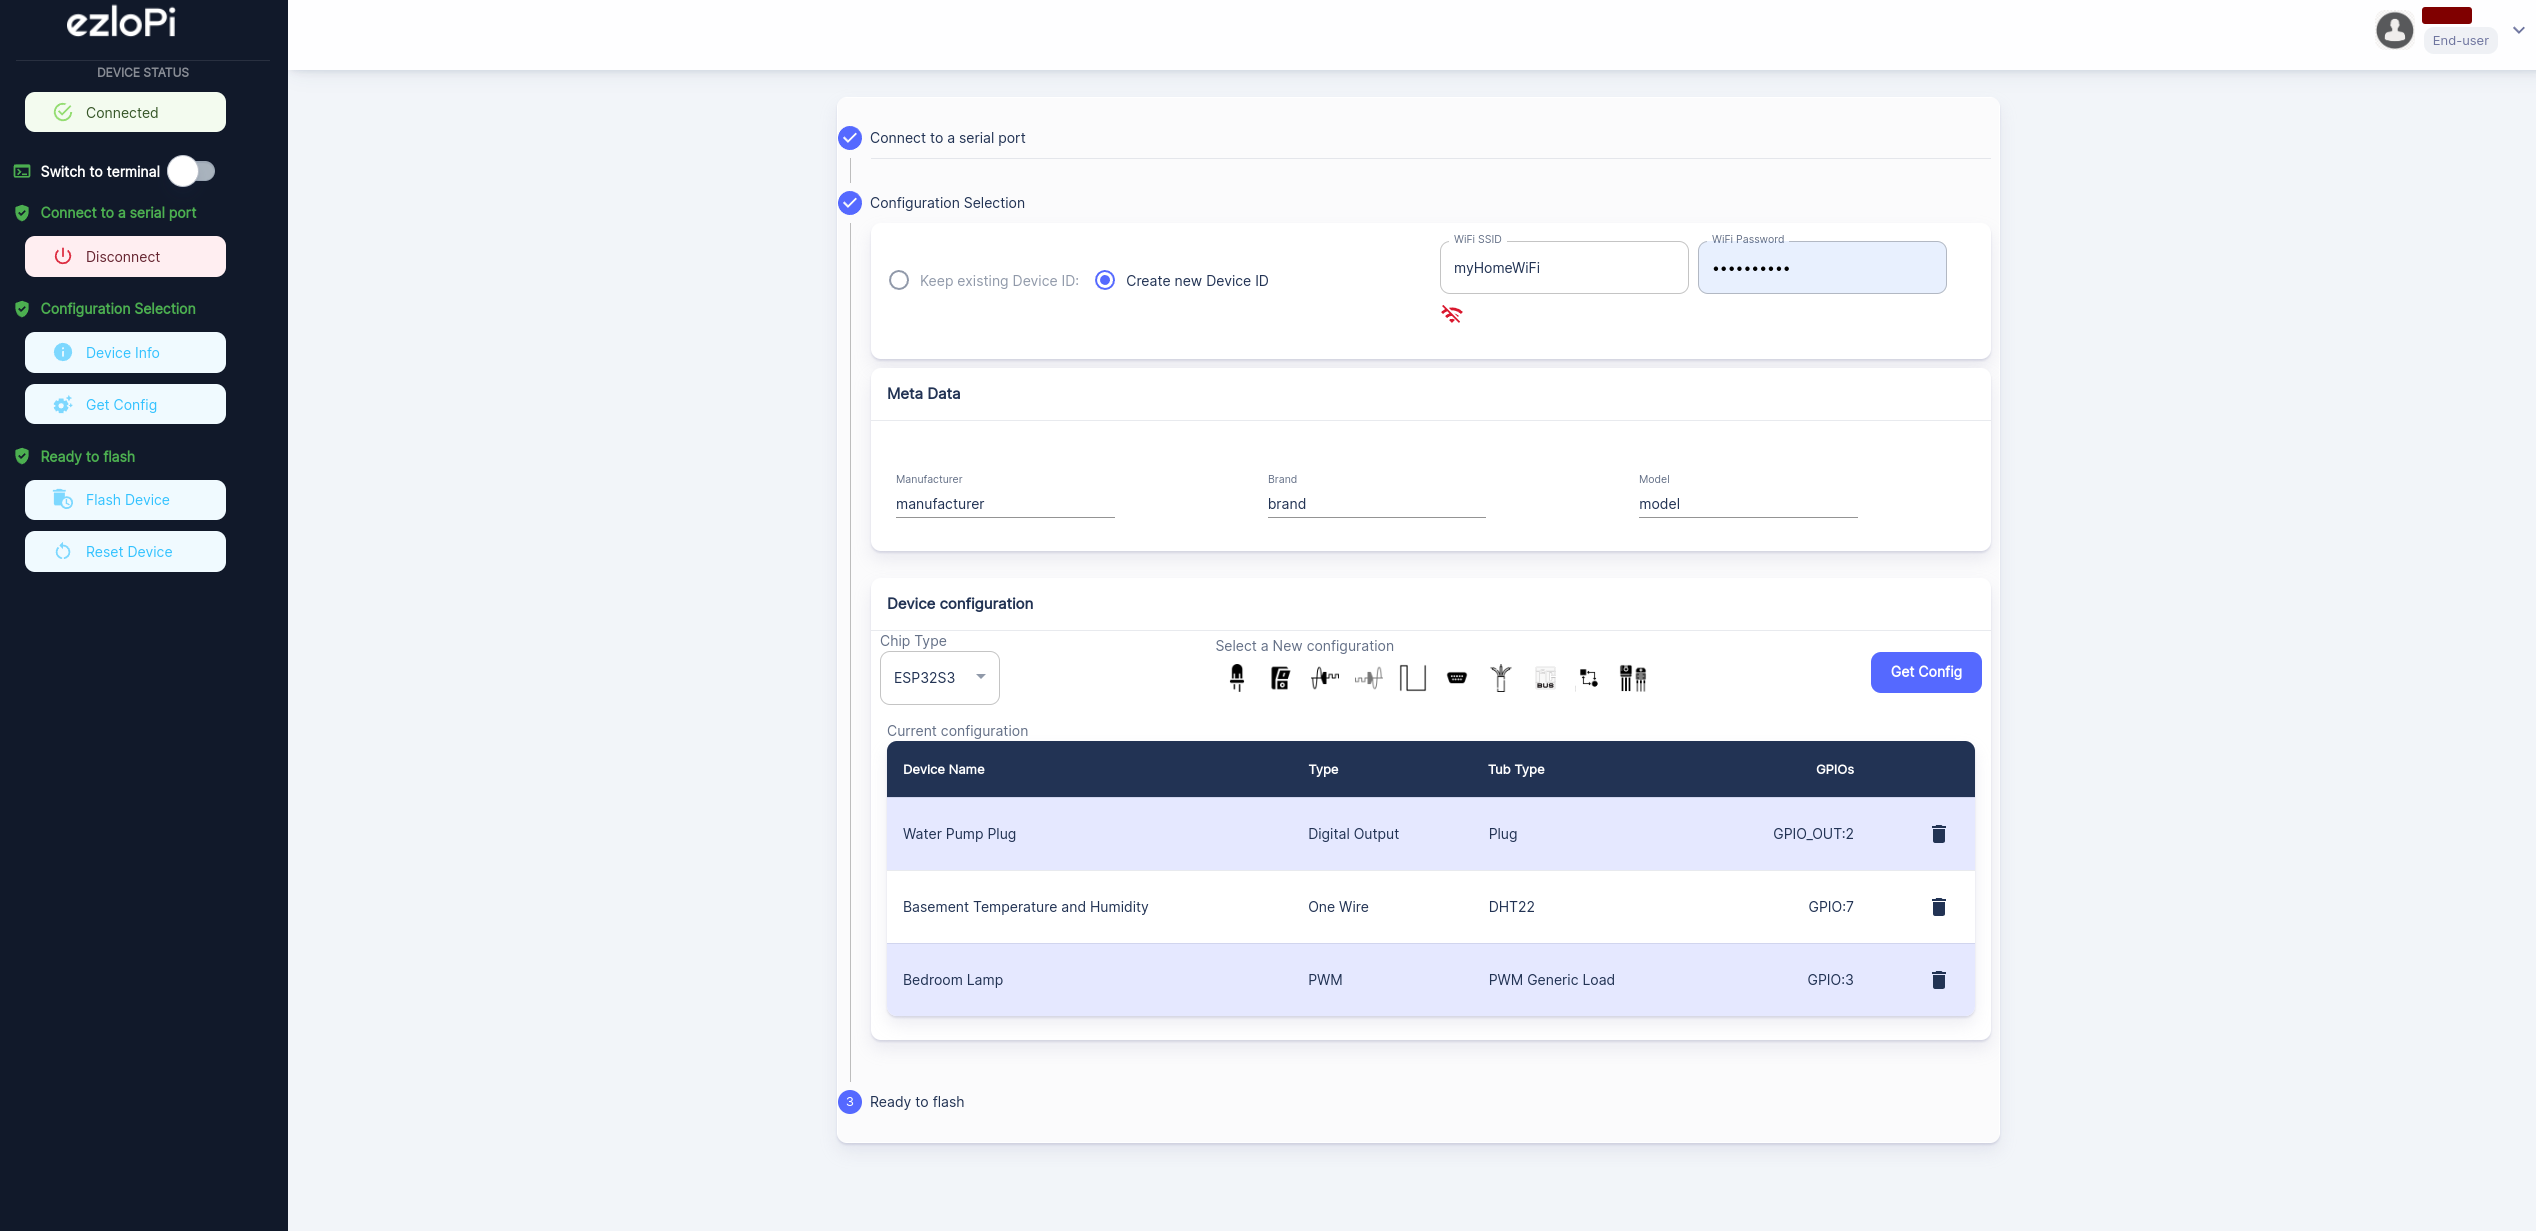 ezloPi
DEVICE STATUS
Connected
Switch to terminal
Connect to a serial port
Disconnect
Configuration Selection
Device Info
Get Config
Ready to flash
Flash Device
Reset Device
End-user
Connect to a serial port
Configuration Selection
Keep existing Device ID:
Create new Device ID
WiFi SSID
myHomeWiFi
WiFi Password
••••••••••
Meta Data
Manufacturer
manufacturer
Brand
brand
Model
model
Device configuration
Chip Type
ESP32S3
Select a New configuration
BUS
Get Config
Current configuration
Device Name Type Tub Type GPIOs
Water Pump Plug Digital Output Plug GPIO_OUT:2
Basement Temperature and Humidity One Wire DHT22 GPIO:7
Bedroom Lamp PWM PWM Generic Load GPIO:3
3 Ready to flash